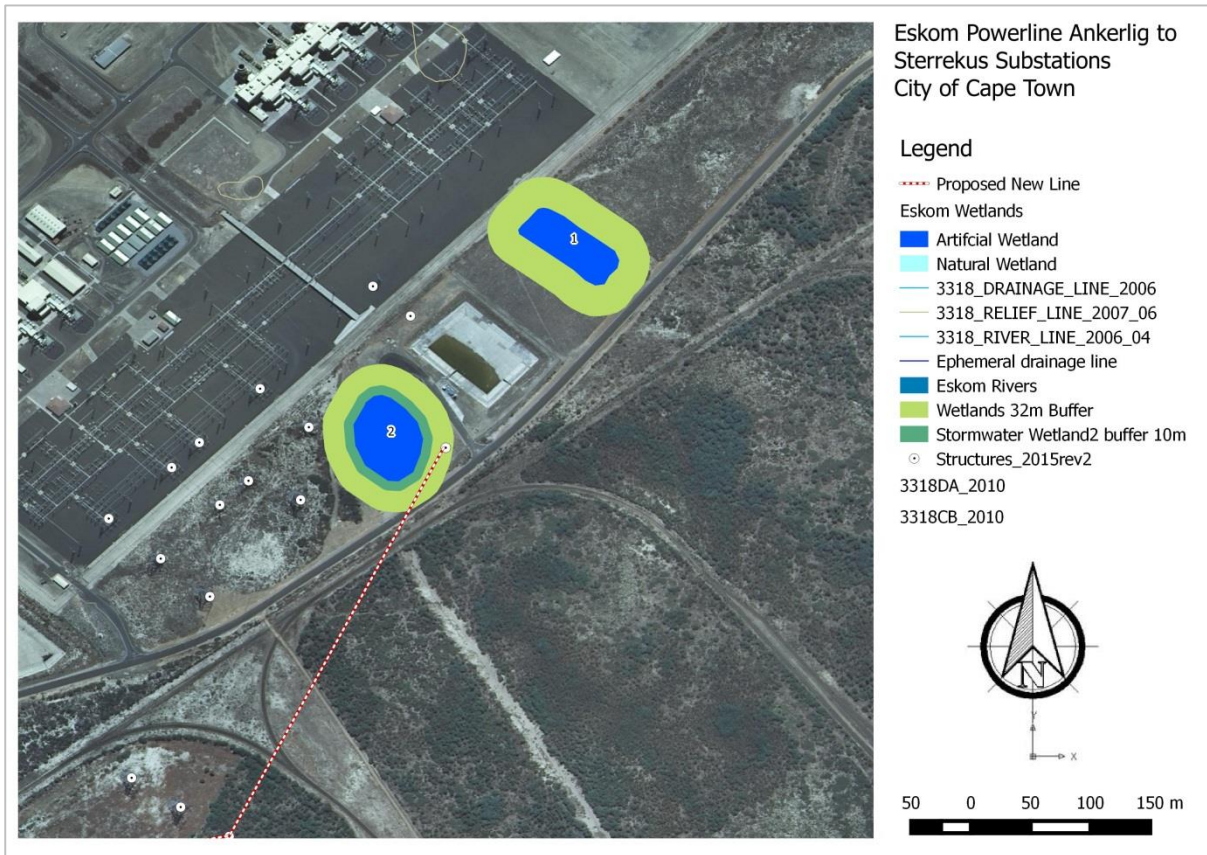 Eskom Powerline Ankerlig to
Sterrekus Substations
City of Cape Town
Legend
Proposed New Line
Eskom Wetlands
Artifcial Wetland
Natural Wetland
3318_DRAINAGE_LINE_2006
3318_RELIEF_LINE_2007_06
3318_RIVER_LINE_2006_04
Ephemeral drainage line
Eskom Rivers
Wetlands 32m Buffer
Stormwater Wetland2 buffer 10m
Structures_2015rev2
3318DA_2010
3318CB_2010
1
2
N
Y
X
50 0 50 100 150 m